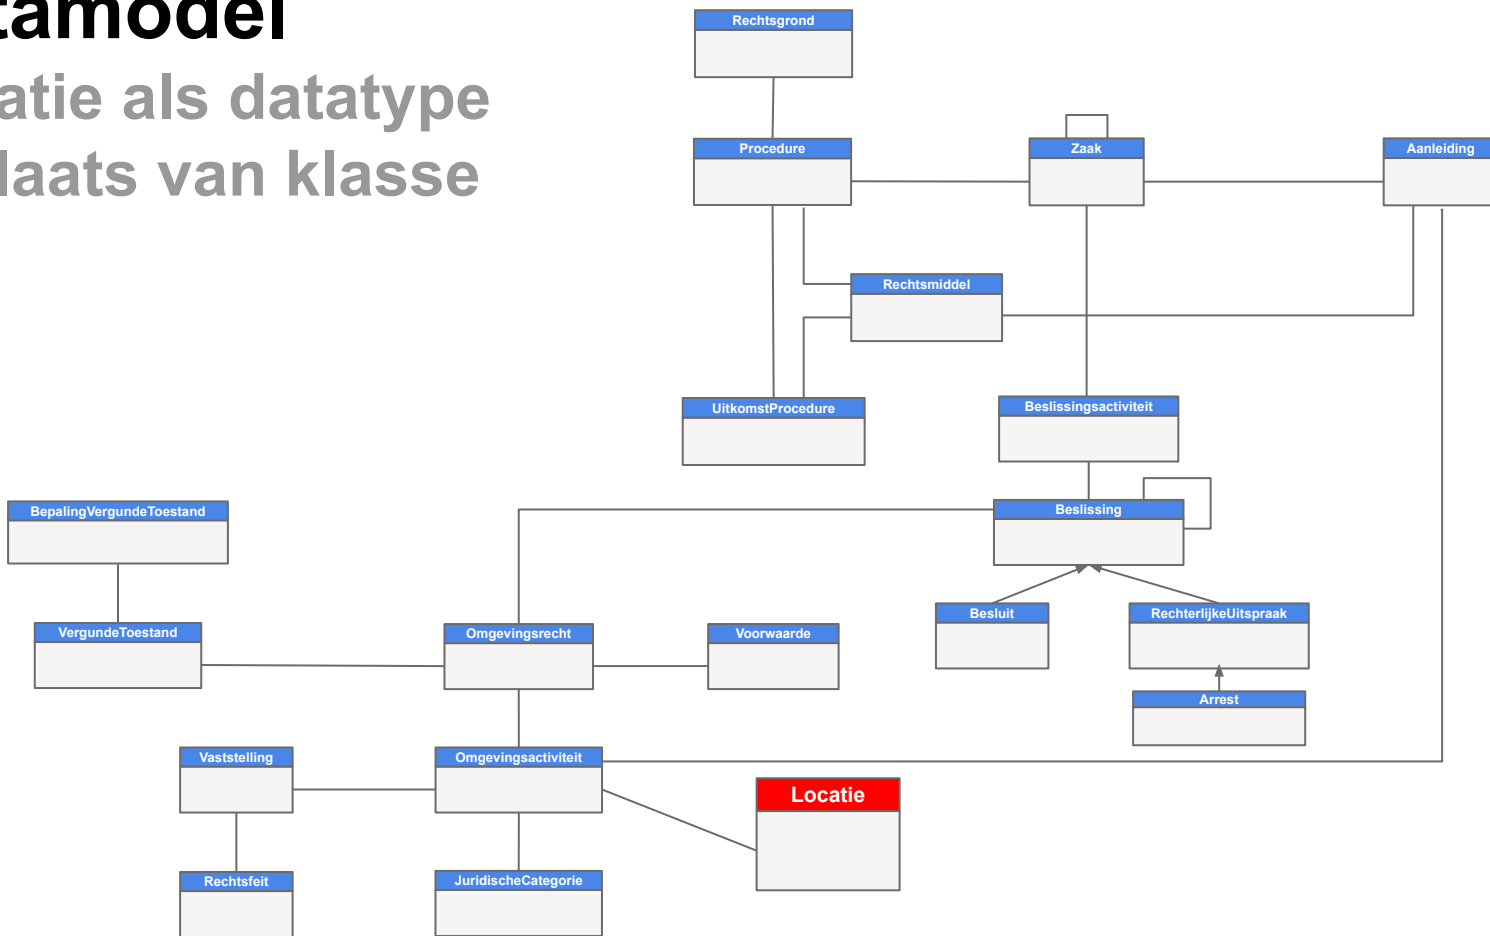 tamodel
atie als datatype
laats van klasse
Rechtsgrond
Procedure
Zaak
Aanleiding
Rechtsmiddel
UitkomstProcedure
Beslissingsactiviteit
BepalingVergundeToestand
Beslissing
VergundeToestand
Omgevingsrecht
Voorwaarde
Besluit
RechterlijkeUitspraak
Arrest
Vaststelling
Omgevingsactiviteit
Locatie
Rechtsfeit
JuridischeCategorie